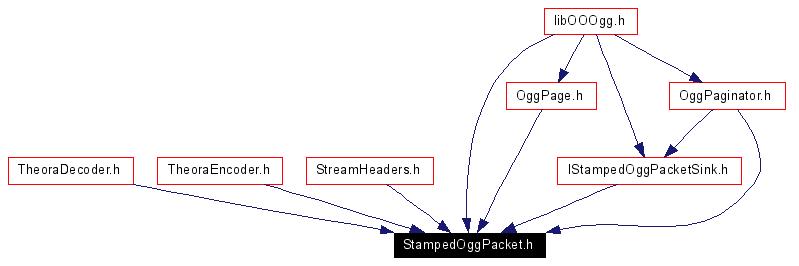 libOOOgg.h
OggPage.h
OggPaginator.h
TheoraDecoder.h
TheoraEncoder.h
StreamHeaders.h
IStampedOggPacketSink.h
StampedOggPacket.h